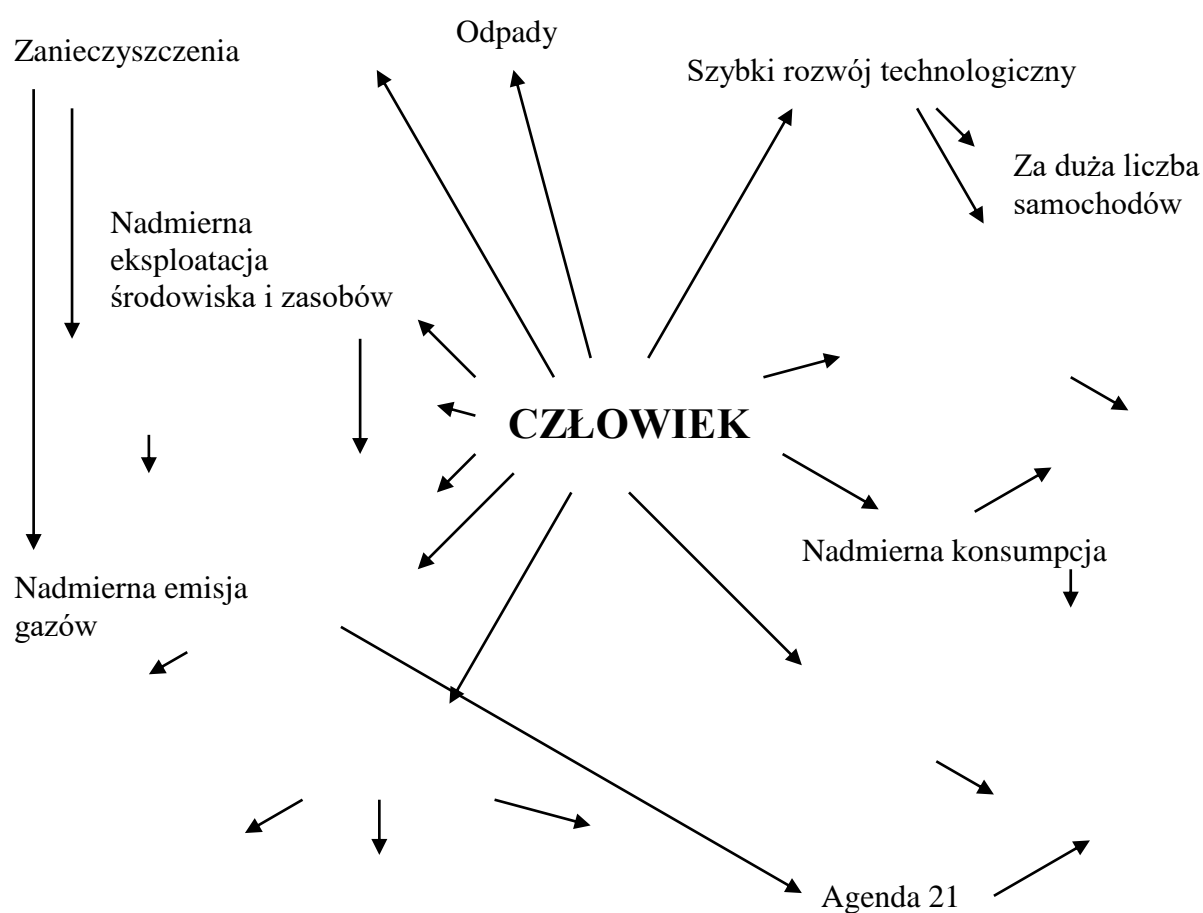 Odpady
Zanieczyszczenia
Szybki rozwój technologiczny
Za duża liczba
samochodów
Nadmierna
eksploatacja
środowiska i zasobów
CZŁOWIEK
Nadmierna konsumpcja
Nadmierna emisja
gazów
Agenda 21